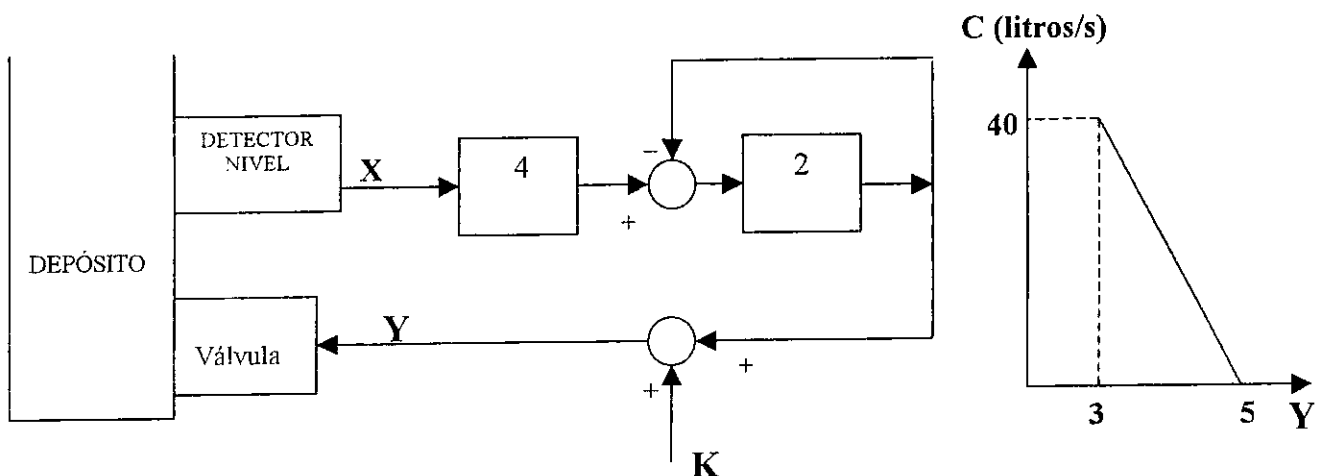 C (litros/s)
40
3
5
Y
DETECTOR
NIVEL
X
4
−
+
2
DEPÓSITO
Válvula
Y
+
+
K